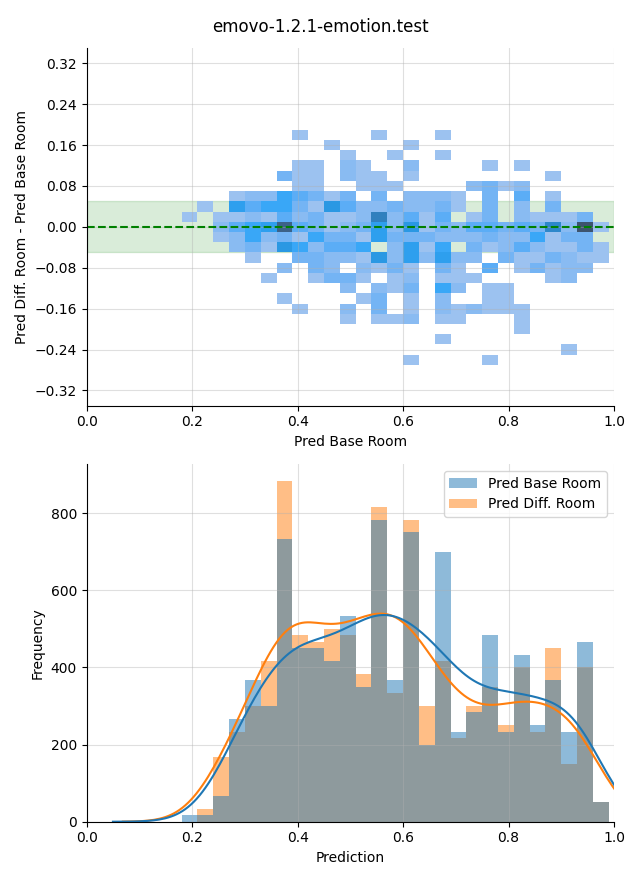 emovo-1.2.1-emotion.test
Pred Diff. Room - Pred Base Room
0.32
0.24
0.16
0.08
0.00
−0.08
−0.16
−0.24
−0.32
0.0 0.2 0.4 0.6 0.8 1.0
Pred Base Room
Pred Base Room
Pred Diff. Room
Frequency
800
600
400
200
0
0.0 0.2 0.4 0.6 0.8 1.0
Prediction